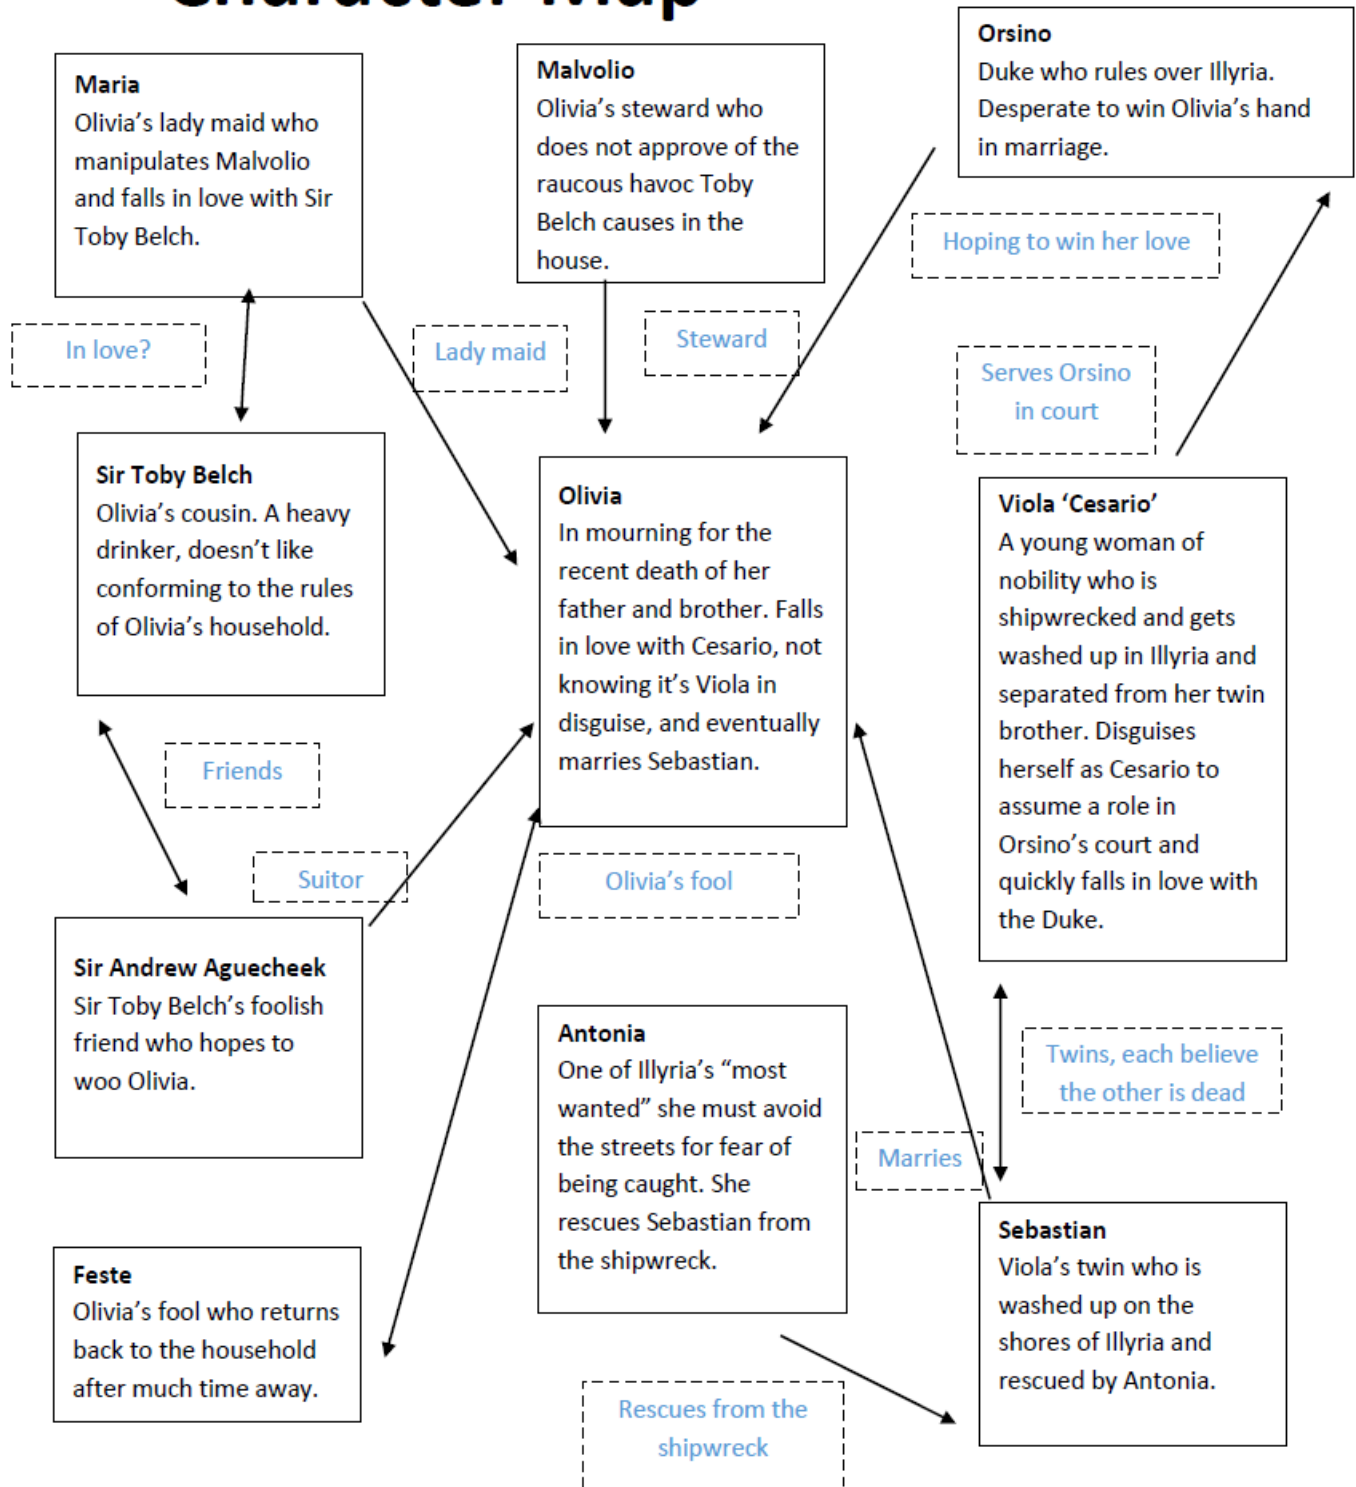 Character Map
Maria
Olivia’s lady maid who
manipulates Malvolio
and falls in love with Sir
Toby Belch.
Malvolio
Olivia’s steward who
does not approve of the
raucous havoc Toby
Belch causes in the
house.
Orsino
Duke who rules over Illyria.
Desperate to win Olivia’s hand
in marriage.
Hoping to win her love
In love?
Lady maid
Steward
Serves Orsino
in court
Sir Toby Belch
Olivia’s cousin. A heavy
drinker, doesn’t like
conforming to the rules
of Olivia’s household.
Olivia
In mourning for the
recent death of her
father and brother. Falls
in love with Cesario, not
knowing it’s Viola in
disguise, and eventually
marries Sebastian.
Viola ‘Cesario’
A young woman of
nobility who is
shipwrecked and gets
washed up in Illyria and
separated from her twin
brother. Disguises
herself as Cesario to
assume a role in
Orsino’s court and
quickly falls in love with
the Duke.
Friends
Suitor
Olivia’s fool
Sir Andrew Aguecheek
Sir Toby Belch’s foolish
friend who hopes to
woo Olivia.
Antonia
One of Illyria’s “most
wanted” she must avoid
the streets for fear of
being caught. She
rescues Sebastian from
the shipwreck.
Twins, each believe
the other is dead
Marries
Feste
Olivia’s fool who returns
back to the household
after much time away.
Sebastian
Viola’s twin who is
washed up on the
shores of Illyria and
rescued by Antonia.
Rescues from the
shipwreck